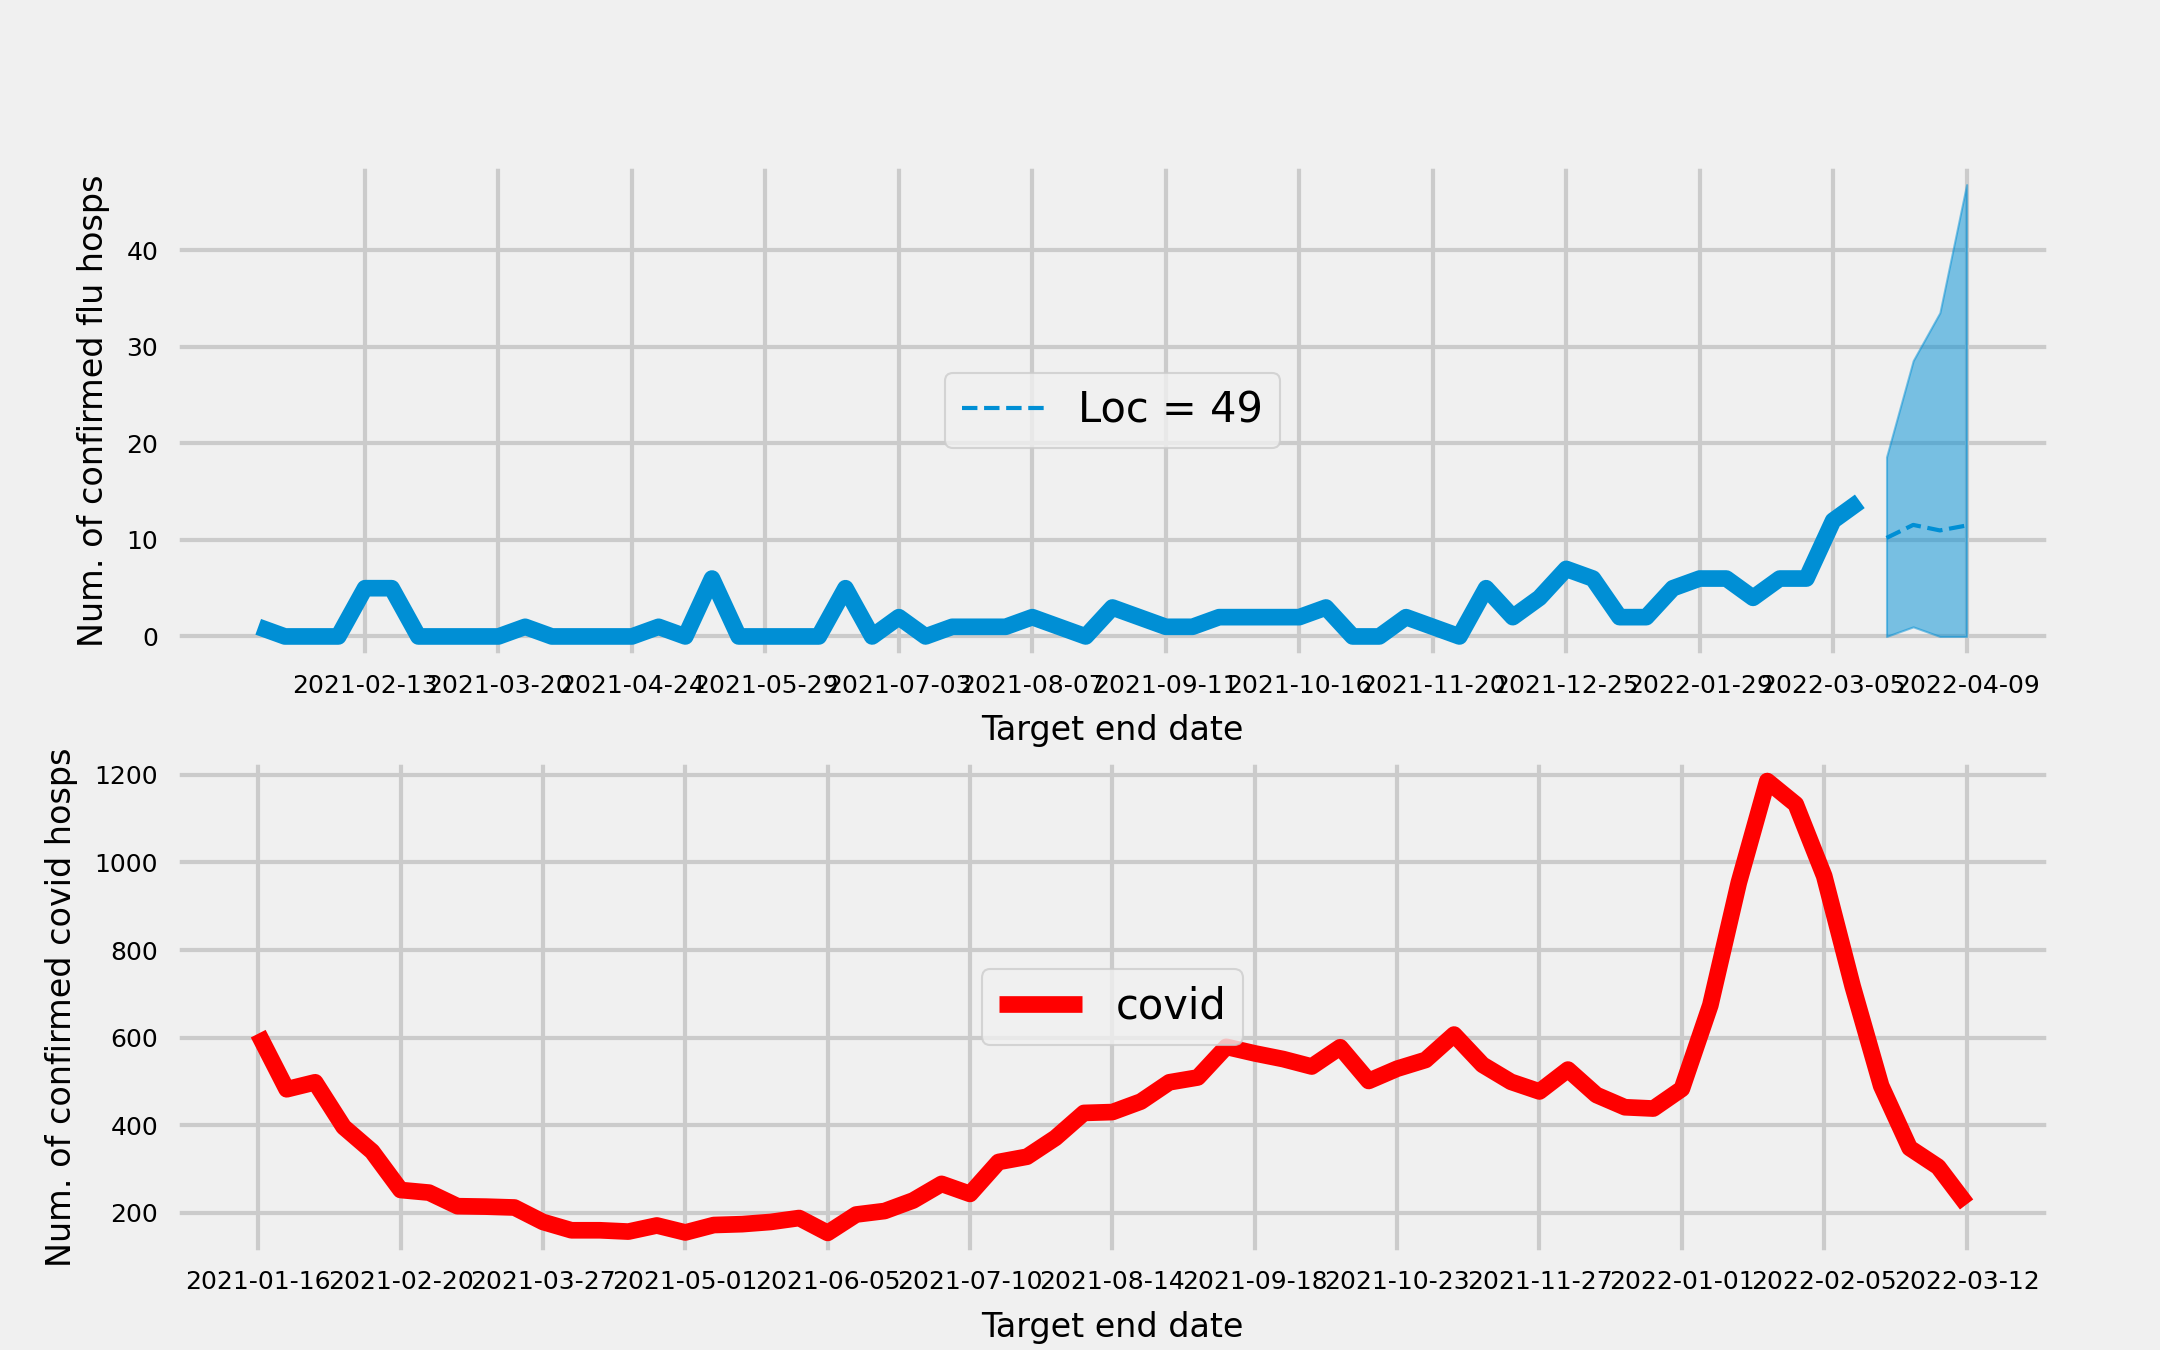 Num. of confirmed flu hosps
40
30
20
10
0
Loc = 49
2021-02-13 2021-03-20 2021-04-24 2021-05-29 2021-07-03 2021-08-07 2021-09-11 2021-10-16 2021-11-20 2021-12-25 2022-01-29 2022-03-05 2022-04-09
Target end date
Num. of confirmed covid hosps
1200
1000
800
600
400
200
covid
2021-01-16 2021-02-20 2021-03-27 2021-05-01 2021-06-05 2021-07-10 2021-08-14 2021-09-18 2021-10-23 2021-11-27 2022-01-01 2022-02-05 2022-03-12
Target end date